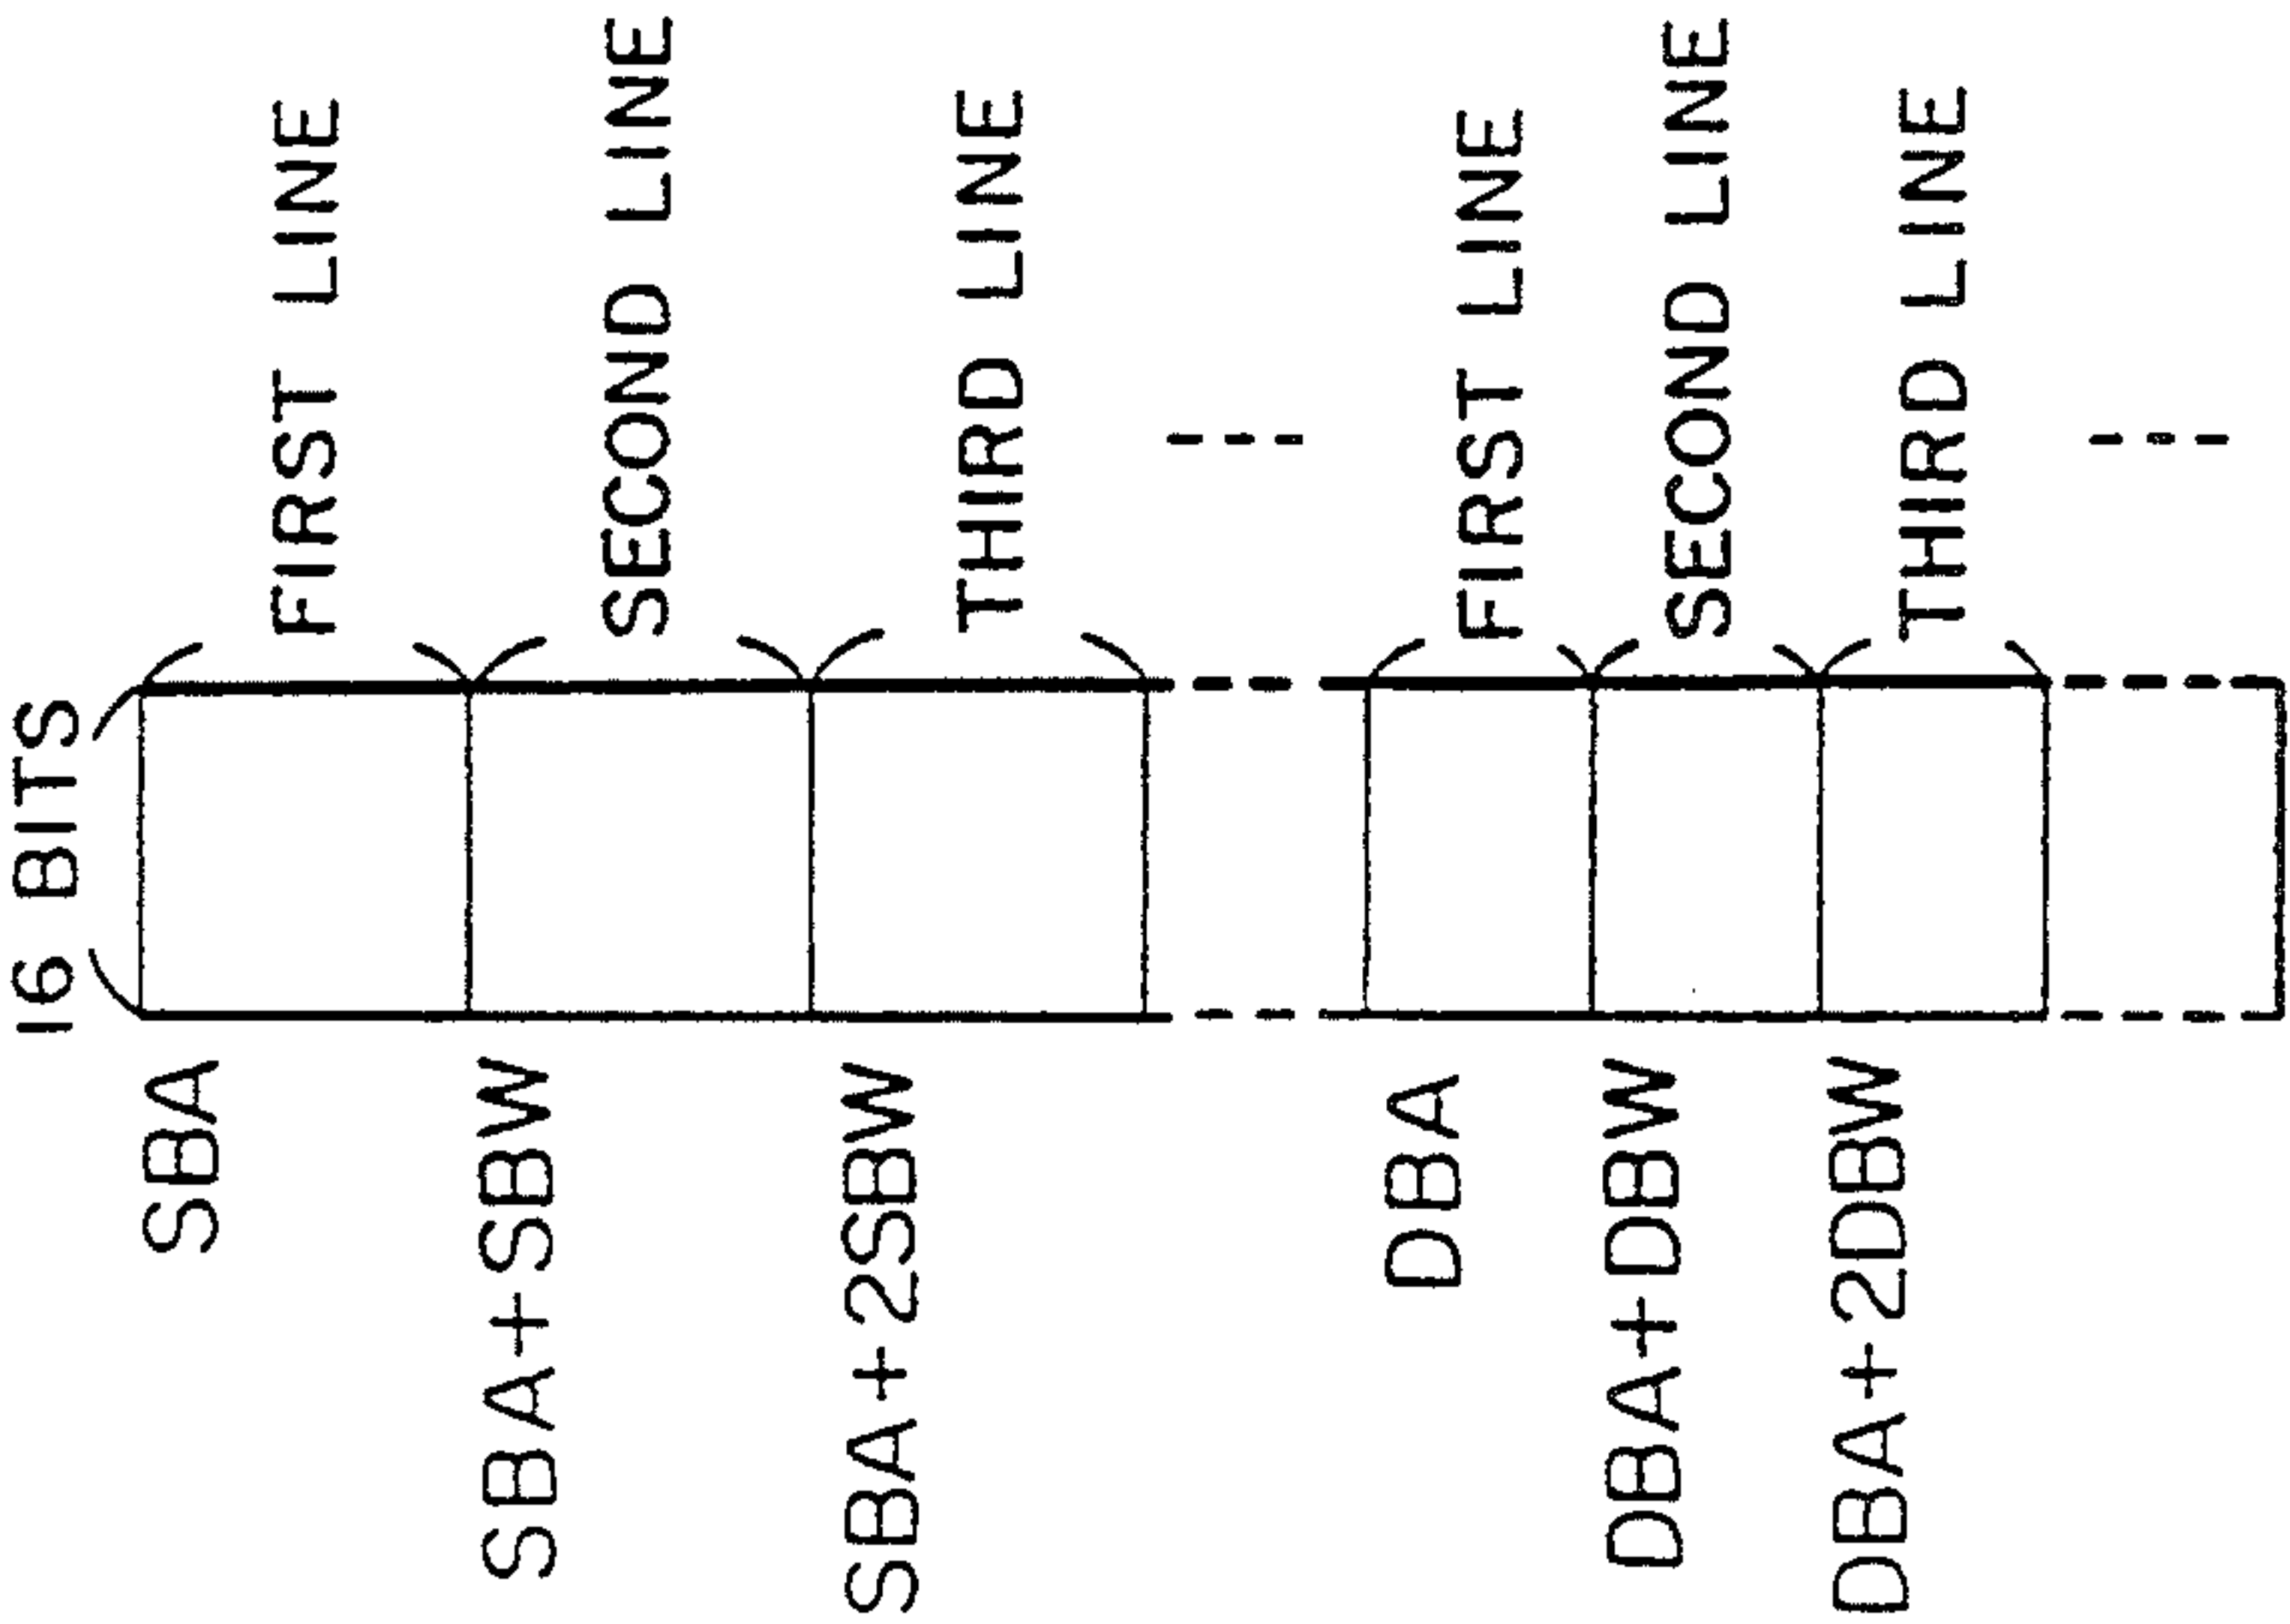 16 BITS
SBA
FIRST LINE
SBA+SBW
SECOND LINE
SBA+2SBW
THIRD LINE
DBA
FIRST LINE
DBA+DBW
SECOND LINE
DBA+2DBW
THIRD LINE